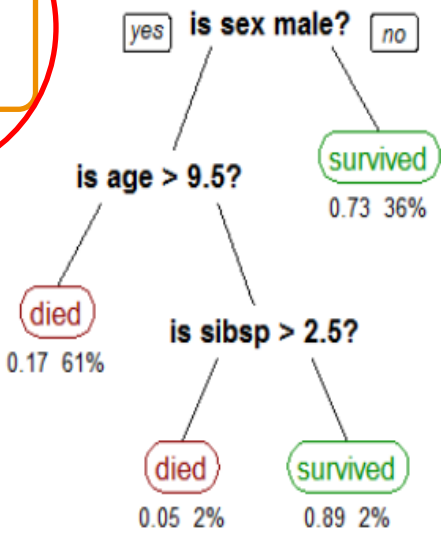 yes is sex male? no
survived
is age > 9.5?
0.73 36%
died
is sibsp > 2.5?
0.17 61%
died survived
0.05 2% 0.89 2%